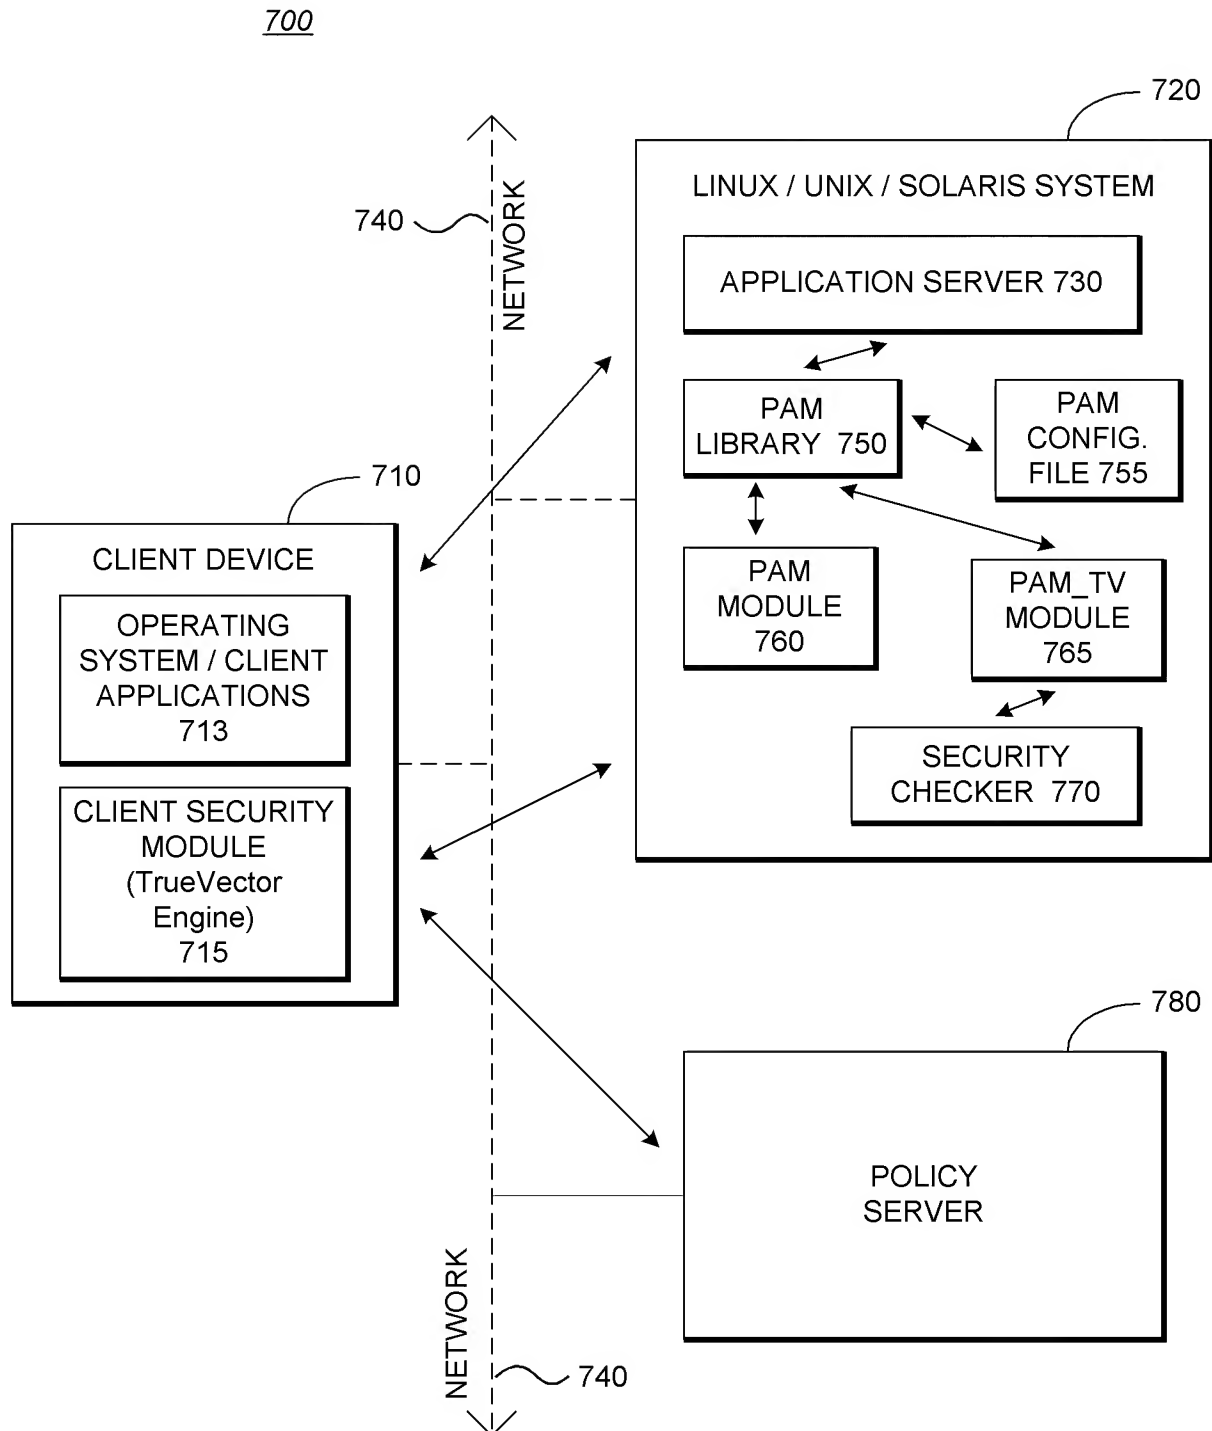 700
720
LINUX / UNIX / SOLARIS SYSTEM
740
NETWORK
APPLICATION SERVER 730
PAM
LIBRARY 750
PAM
CONFIG.
FILE 755
710
CLIENT DEVICE
OPERATING
SYSTEM / CLIENT
APPLICATIONS
713
PAM
MODULE
760
PAM_TV
MODULE
765
SECURITY
CHECKER 770
CLIENT SECURITY
MODULE
(TrueVector
Engine)
715
780
POLICY
SERVER
NETWORK
740